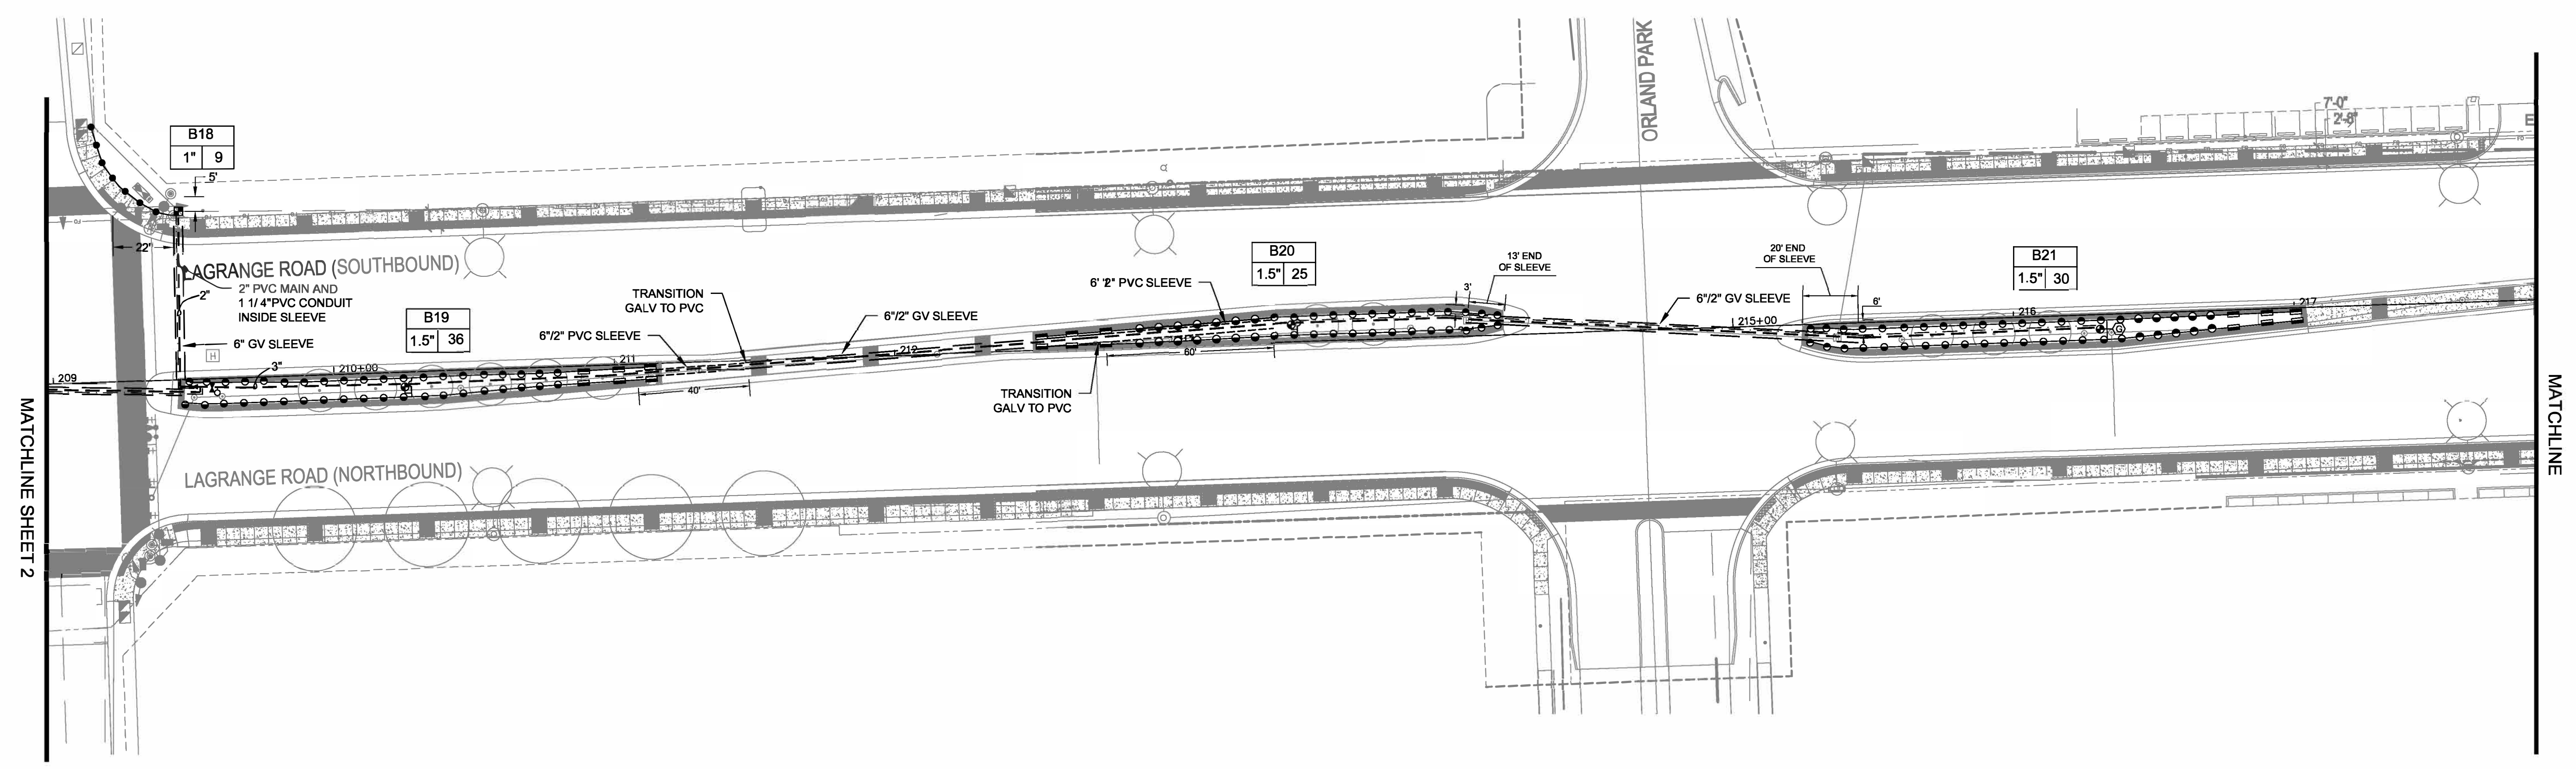 ORLAND PARK
7'-0"
2'-8"
E
B18
1" 9
5'
22'
LAGRANGE ROAD (SOUTHBOUND)
2" PVC MAIN AND
1 1/4"PVC CONDUIT
INSIDE SLEEVE
2"
6" GV SLEEVE
H
B19
1.5" 36
3"
209
210+00
211
TRANSITION
GALV TO PVC
6"/2" PVC SLEEVE
40'
6"/2" GV SLEEVE
212
6' '2" PVC SLEEVE
B20
1.5" 25
60'
TRANSITION
GALV TO PVC
3'
13' END
OF SLEEVE
6"/2" GV SLEEVE
215+00
20' END
OF SLEEVE
6'
B21
1.5" 30
216
217
LAGRANGE ROAD (NORTHBOUND)
MATCHLINE SHEET 2
MATCHLINE